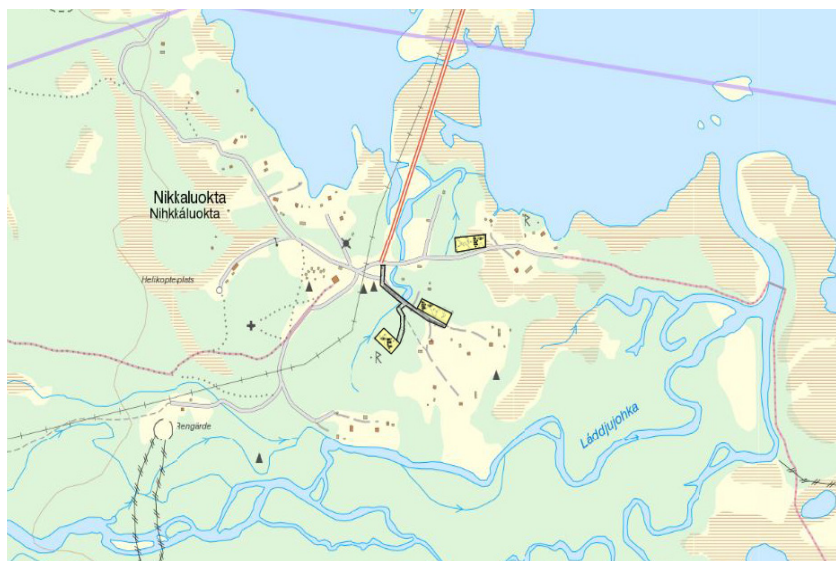 Nikkaluokta
Nihkkáluokta
R
Helikopterplats
R
Láddjujohka
Rengärde